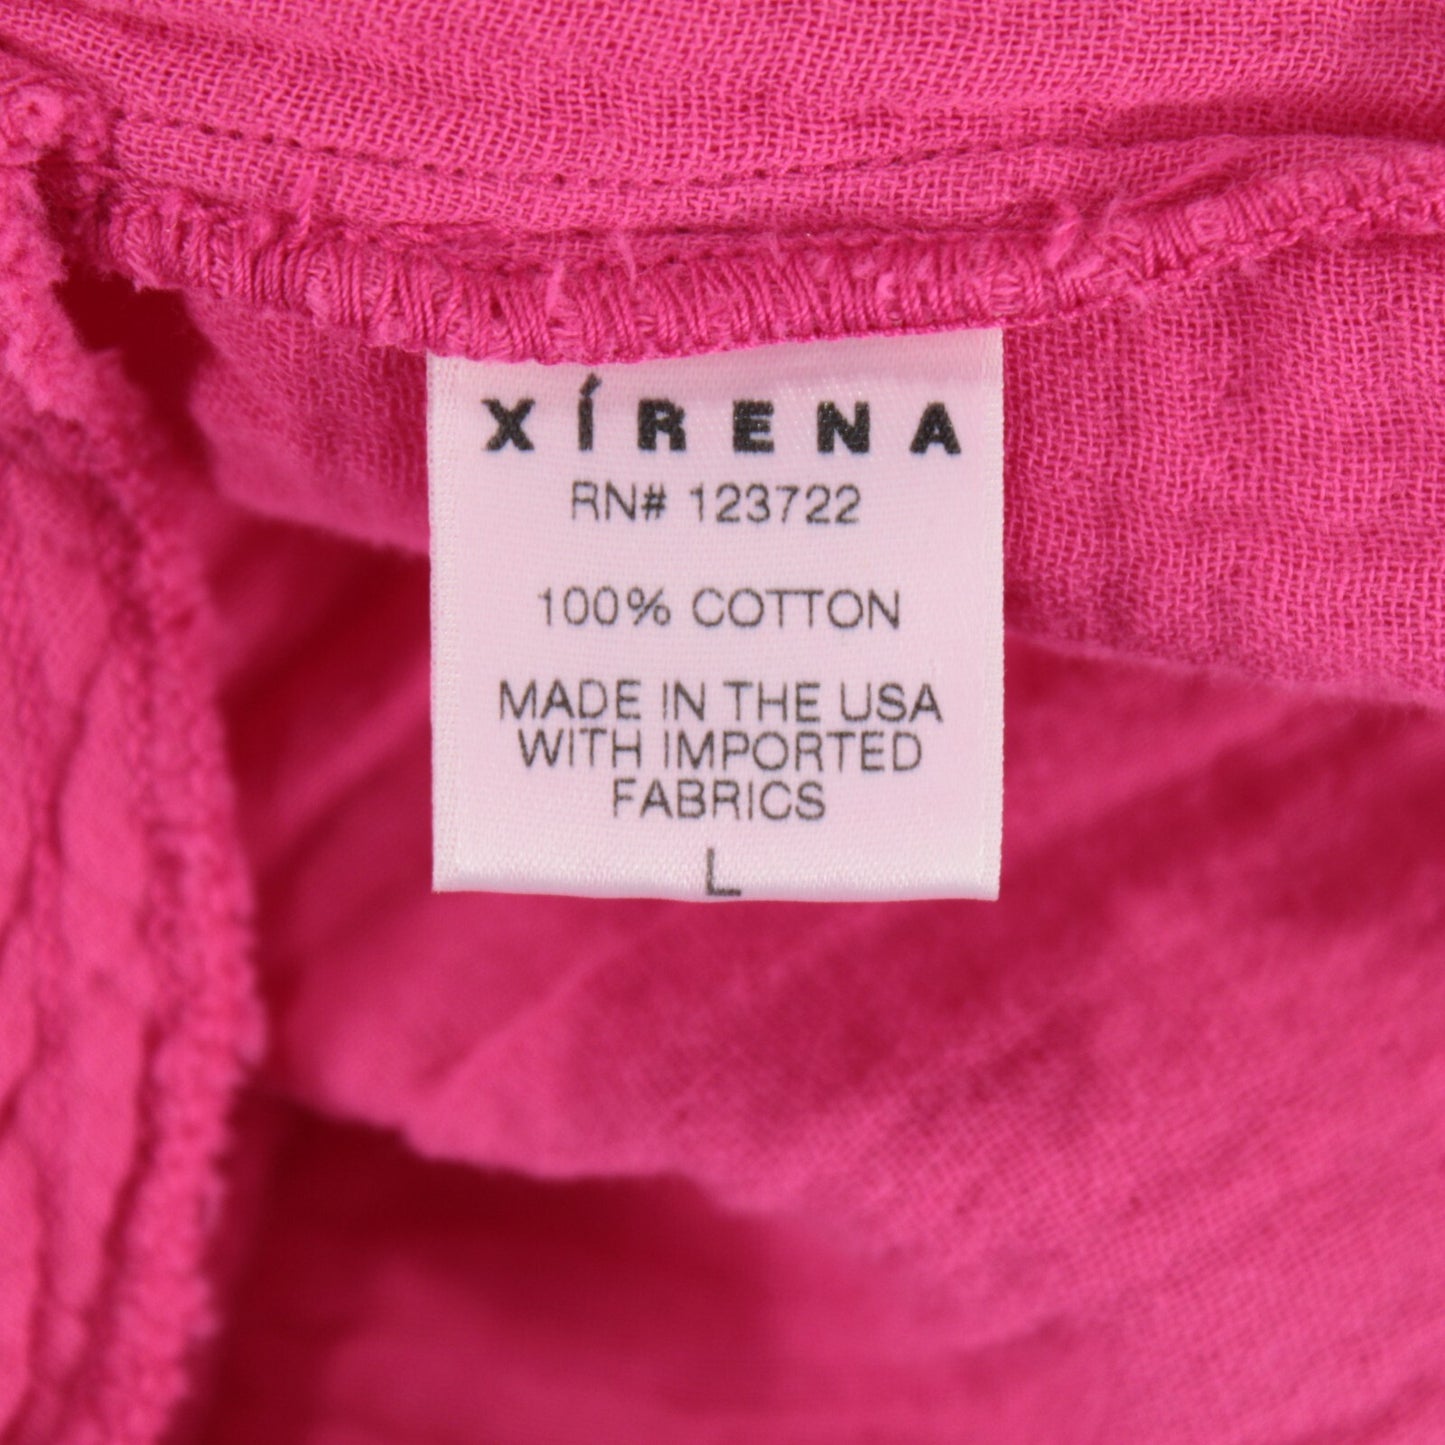 XÍRENA
RN# 123722
100% COTTON
MADE IN THE USA
WITH IMPORTED
FABRICS
L